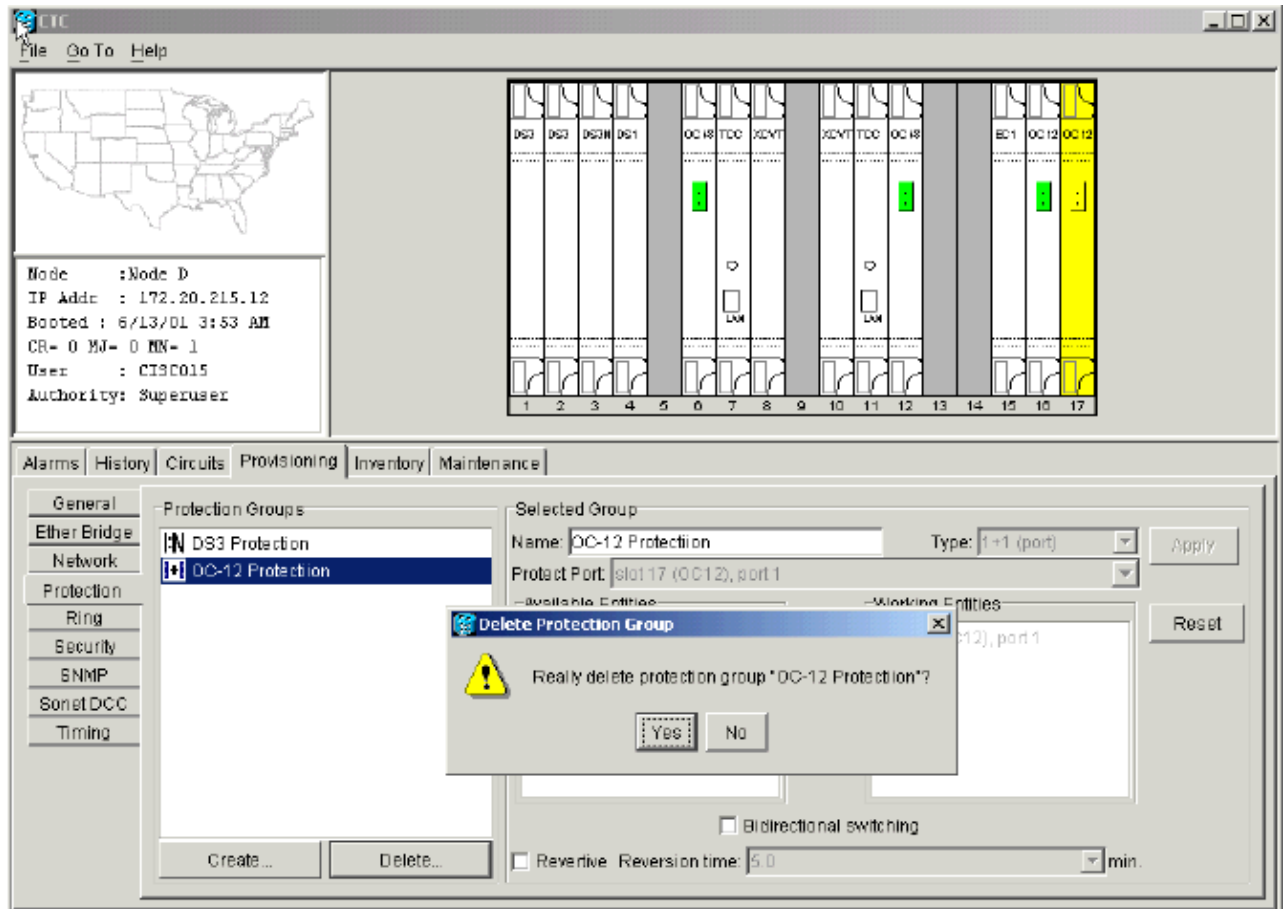 CTC
File Go To Help
DS3 DS3 DS3N DS1 OC48 TCC XCVT XCVT TCC OC48 EC1 OC12 OC12
LAN LAN
1 2 3 4 5 6 7 8 9 10 11 12 13 14 15 16 17
Node :Node D
IP Addr : 172.20.215.12
Booted : 6/13/01 3:53 AM
CR- 0 MJ- 0 MN- 1
User : CISCO15
Authority: Superuser
Alarms History Circuits Provisioning Inventory Maintenance
General
Ether Bridge
Network
Protection
Ring
Security
SNMP
Sonet DCC
Timing
Protection Groups
DS3 Protection
OC-12 Protectiion
Create... Delete...
Selected Group
Name: OC-12 Protectiion Type: 1+1 (port) Apply
Protect Port: slot 17 (OC12), port 1
Available Entities Working Entities
C12), port 1
Reset
Delete Protection Group
Really delete protection group "OC-12 Protectiion"?
Yes No
Bidirectional switching
Revertive Reversion time: 5.0 min.